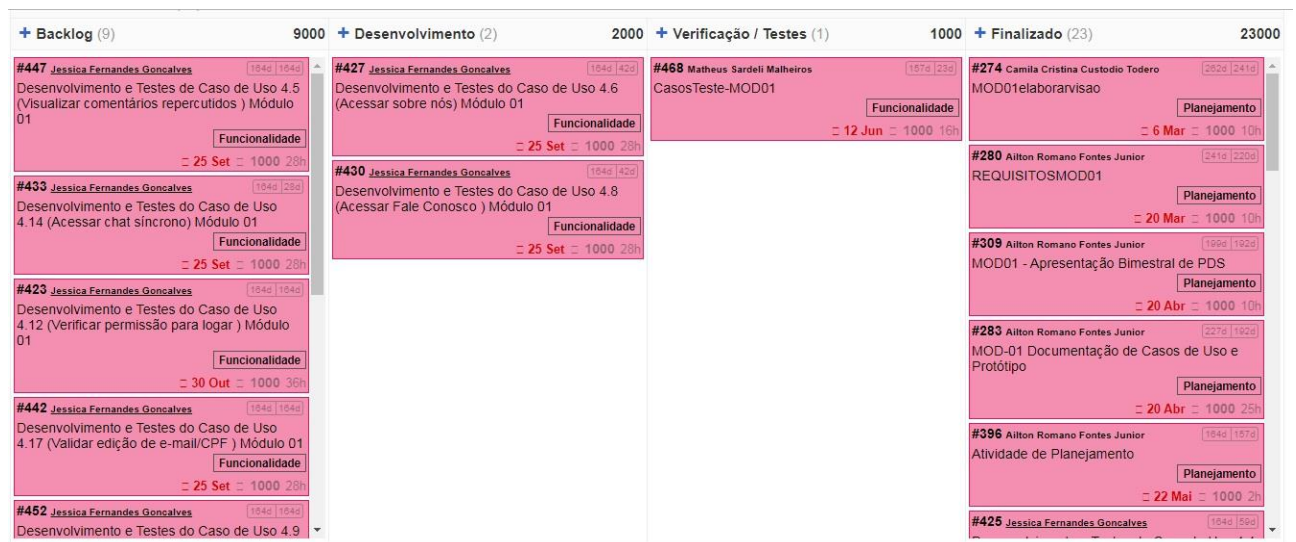 + Backlog (9) 9000
#447 Jessica Fernandes Goncalves 164d 164d
Desenvolvimento e Testes de Caso de Uso 4.5
(Visualizar comentários repercutidos ) Módulo
01
Funcionalidade
25 Set 1000 28h
#433 Jessica Fernandes Goncalves 164d 28d
Desenvolvimento e Testes do Caso de Uso
4.14 (Acessar chat síncrono) Módulo 01
Funcionalidade
25 Set 1000 28h
#423 Jessica Fernandes Goncalves 164d 164d
Desenvolvimento e Testes do Caso de Uso
4.12 (Verificar permissão para logar ) Módulo
01
Funcionalidade
30 Out 1000 36h
#442 Jessica Fernandes Goncalves 164d 164d
Desenvolvimento e Testes do Caso de Uso
4.17 (Validar edição de e-mail/CPF ) Módulo 01
Funcionalidade
25 Set 1000 28h
#452 Jessica Fernandes Goncalves 164d 164d
Desenvolvimento e Testes do Caso de Uso 4.9
+ Desenvolvimento (2) 2000
#427 Jessica Fernandes Goncalves 164d 42d
Desenvolvimento e Testes do Caso de Uso 4.6
(Acessar sobre nós) Módulo 01
Funcionalidade
25 Set 1000 28h
#430 Jessica Fernandes Goncalves 164d 42d
Desenvolvimento e Testes do Caso de Uso 4.8
(Acessar Fale Conosco ) Módulo 01
Funcionalidade
25 Set 1000 28h
+ Verificação / Testes (1) 1000
#468 Matheus Sardeli Malheiros 157d 23d
CasosTeste-MOD01
Funcionalidade
12 Jun 1000 16h
+ Finalizado (23) 23000
#274 Camila Cristina Custodio Todero 262d 241d
MOD01elaborarvisao
Planejamento
6 Mar 1000 10h
#280 Ailton Romano Fontes Junior 241d 220d
REQUISITOSMOD01
Planejamento
20 Mar 1000 10h
#309 Ailton Romano Fontes Junior 199d 192d
MOD01 - Apresentação Bimestral de PDS
Planejamento
20 Abr 1000 10h
#283 Ailton Romano Fontes Junior 227d 192d
MOD-01 Documentação de Casos de Uso e
Protótipo
Planejamento
20 Abr 1000 25h
#396 Ailton Romano Fontes Junior 164d 157d
Atividade de Planejamento
Planejamento
22 Mai 1000 2h
#425 Jessica Fernandes Goncalves 164d 59d